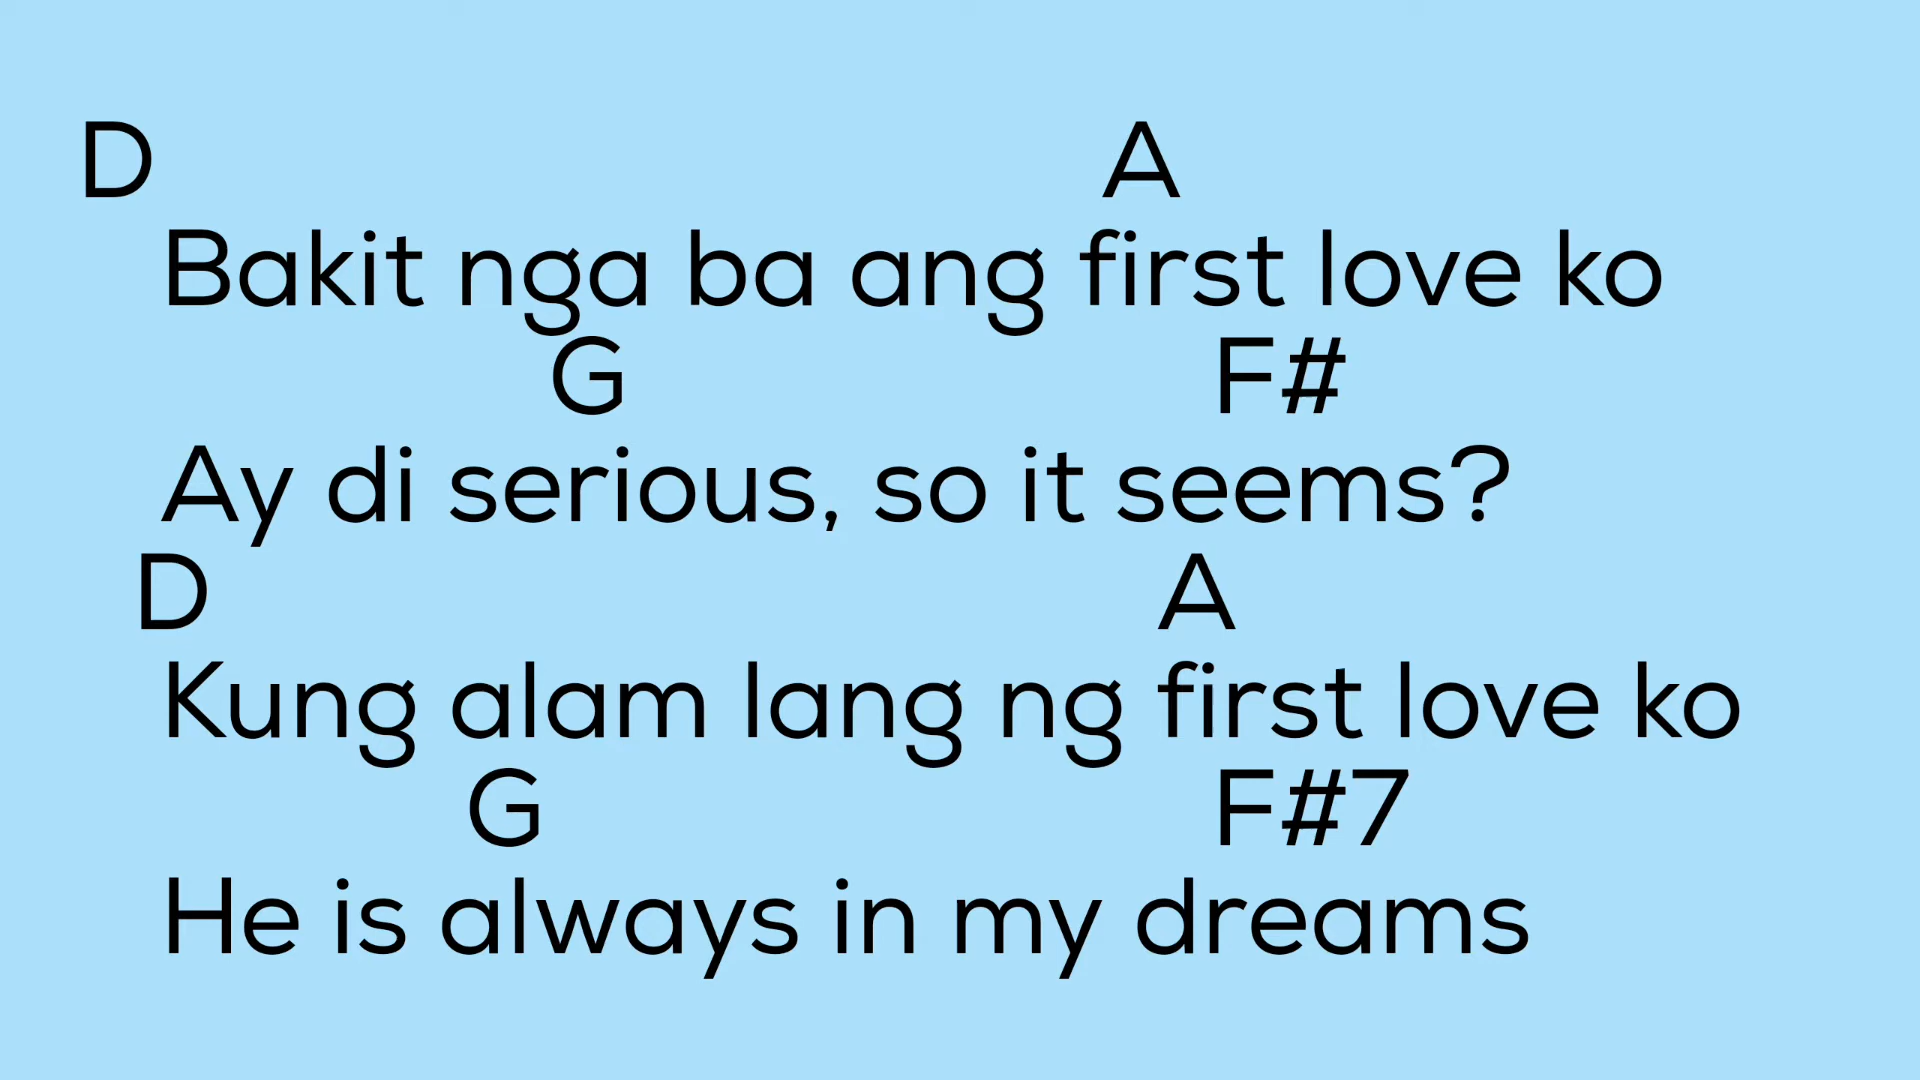 D A
Bakit nga ba ang first love ko
G F#
Ay di serious, so it seems?
D A
Kung alam lang ng first love ko
G F#7
He is always in my dreams